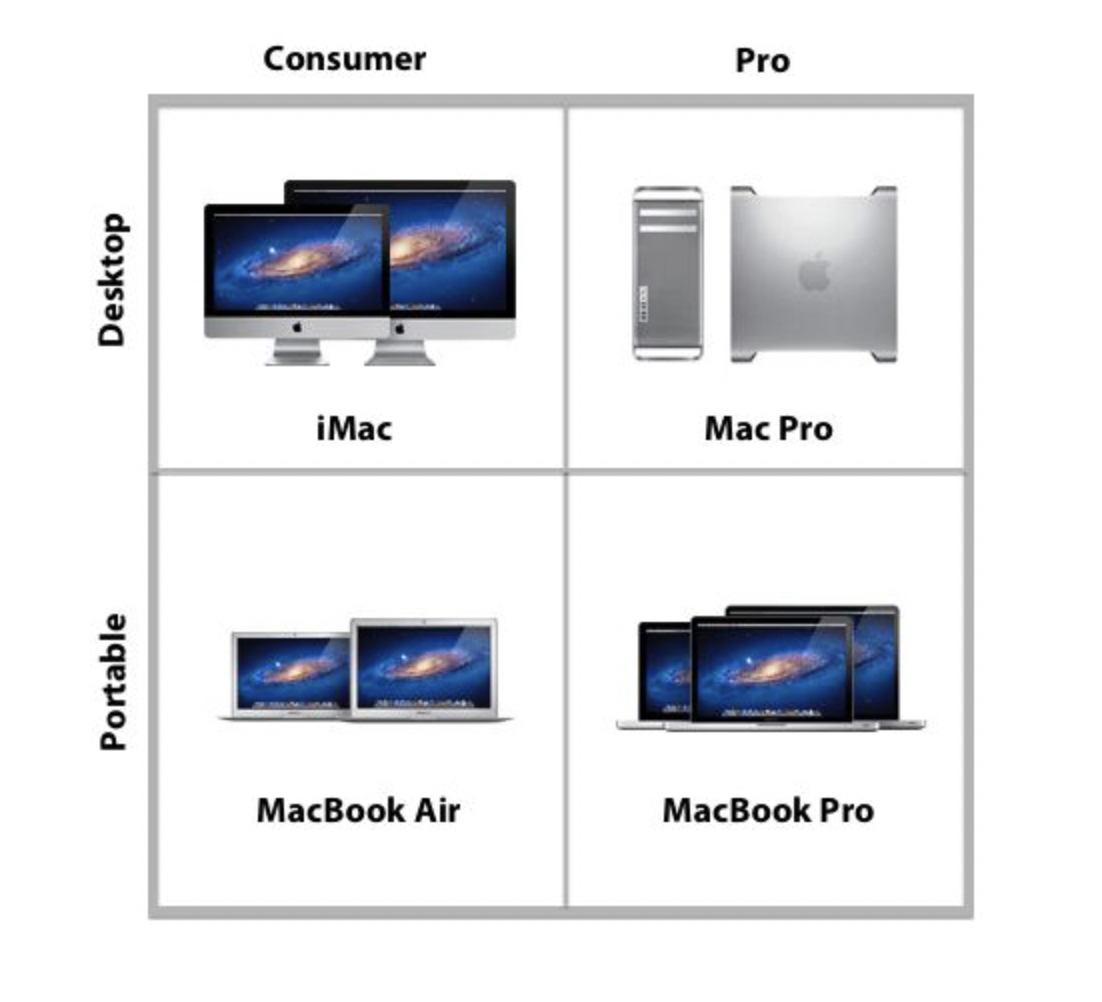 Consumer
Pro
Desktop
iMac
Mac Pro
Portable
MacBook Air
MacBook Pro